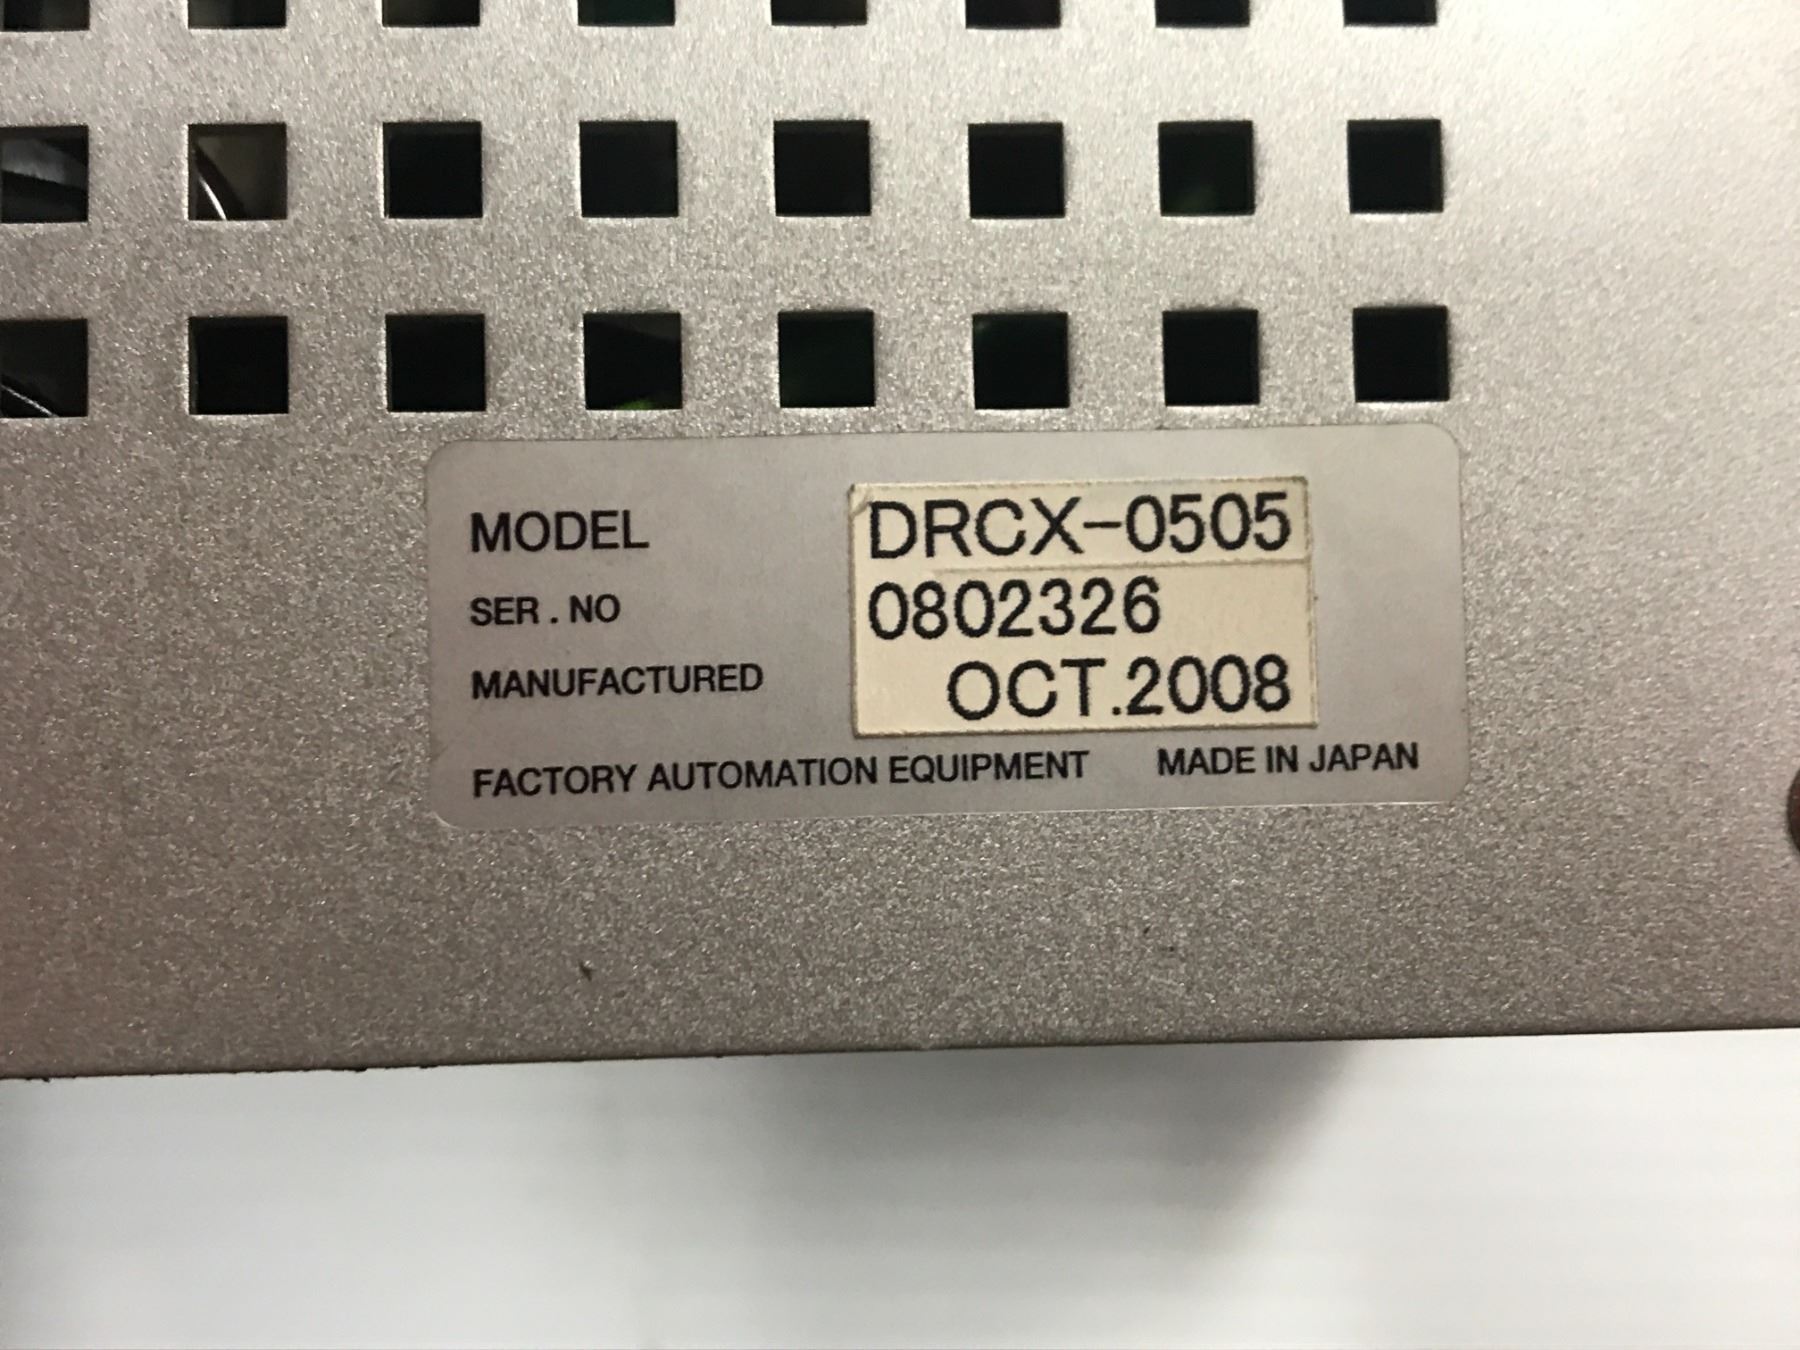 MODEL DRCX-0505
SER . NO 0802326
MANUFACTURED OCT.2008
FACTORY AUTOMATION EQUIPMENT MADE IN JAPAN